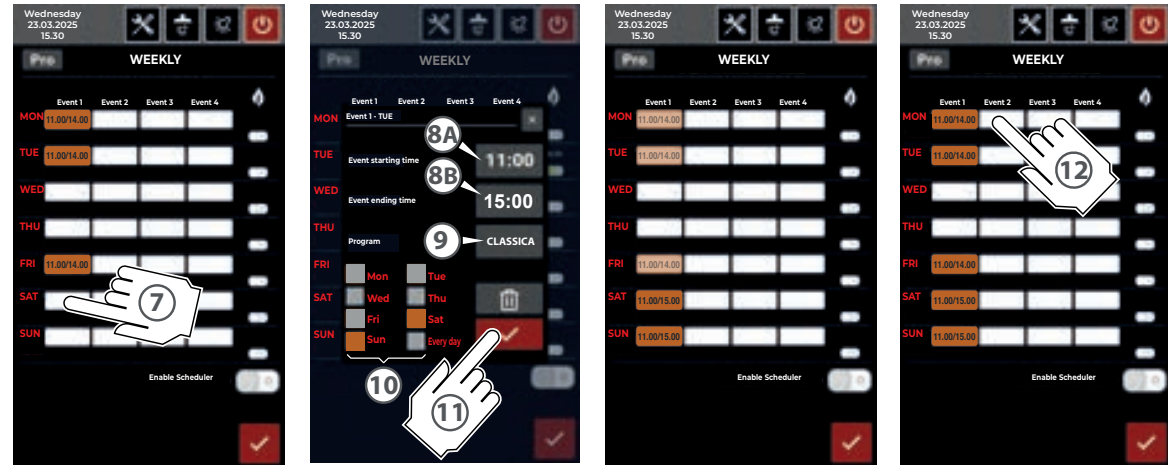 Wednesday
23.03.2025
15.30
Pro WEEKLY
Event 1 Event 2 Event 3 Event 4
MON 11.00/14.00
TUE 11.00/14.00
WED
THU
FRI 11.00/14.00
SAT
7
SUN
Enable Scheduler
Wednesday
23.03.2025
15.30
Pro WEEKLY
Event 1 Event 2 Event 3 Event 4
MON Event 1 - TUE
8A
TUE Event starting time 11:00
8B
WED Event ending time 15:00
THU
Program 9 CLASSICA
FRI
Mon Tue
SAT Wed Thu
Fri Sat
SUN Sun Every day
10
11
Wednesday
23.03.2025
15.30
Pro WEEKLY
Event 1 Event 2 Event 3 Event 4
MON 11.00/14.00
TUE 11.00/14.00
WED
THU
FRI 11.00/14.00
SAT 11.00/15.00
SUN 11.00/15.00
Enable Scheduler
Wednesday
23.03.2025
15.30
Pro WEEKLY
Event 1 Event 2 Event 3 Event 4
MON 11.00/14.00
TUE 11.00/14.00
12
WED
THU
FRI 11.00/14.00
SAT 11.00/15.00
SUN 11.00/15.00
Enable Scheduler